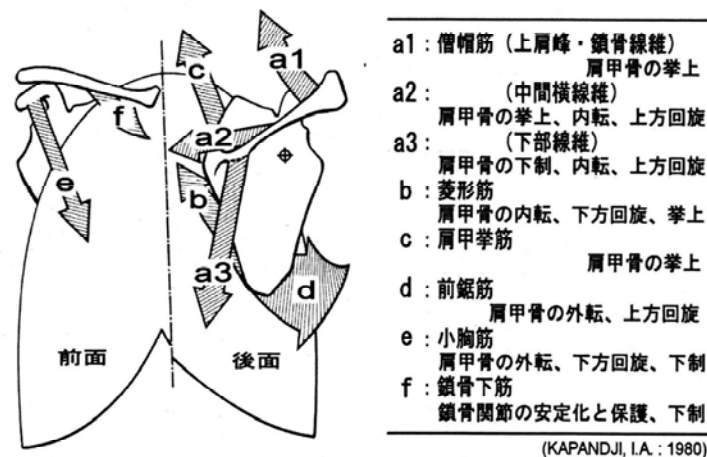 a1
c
f
a2
e
b
a3
d
前面
後面
a1：僧帽筋（上肩峰・鎖骨線維）
肩甲骨の挙上
a2：　　　（中間横線維）
肩甲骨の挙上、内転、上方回旋
a3：　　　（下部線維）
肩甲骨の下制、内転、上方回旋
b：菱形筋
肩甲骨の内転、下方回旋、挙上
c：肩甲挙筋
肩甲骨の挙上
d：前鋸筋
肩甲骨の外転、上方回旋
e：小胸筋
肩甲骨の外転、下方回旋、下制
f：鎖骨下筋
鎖骨関節の安定化と保護、下制
(KAPANDJI, I.A. : 1980)